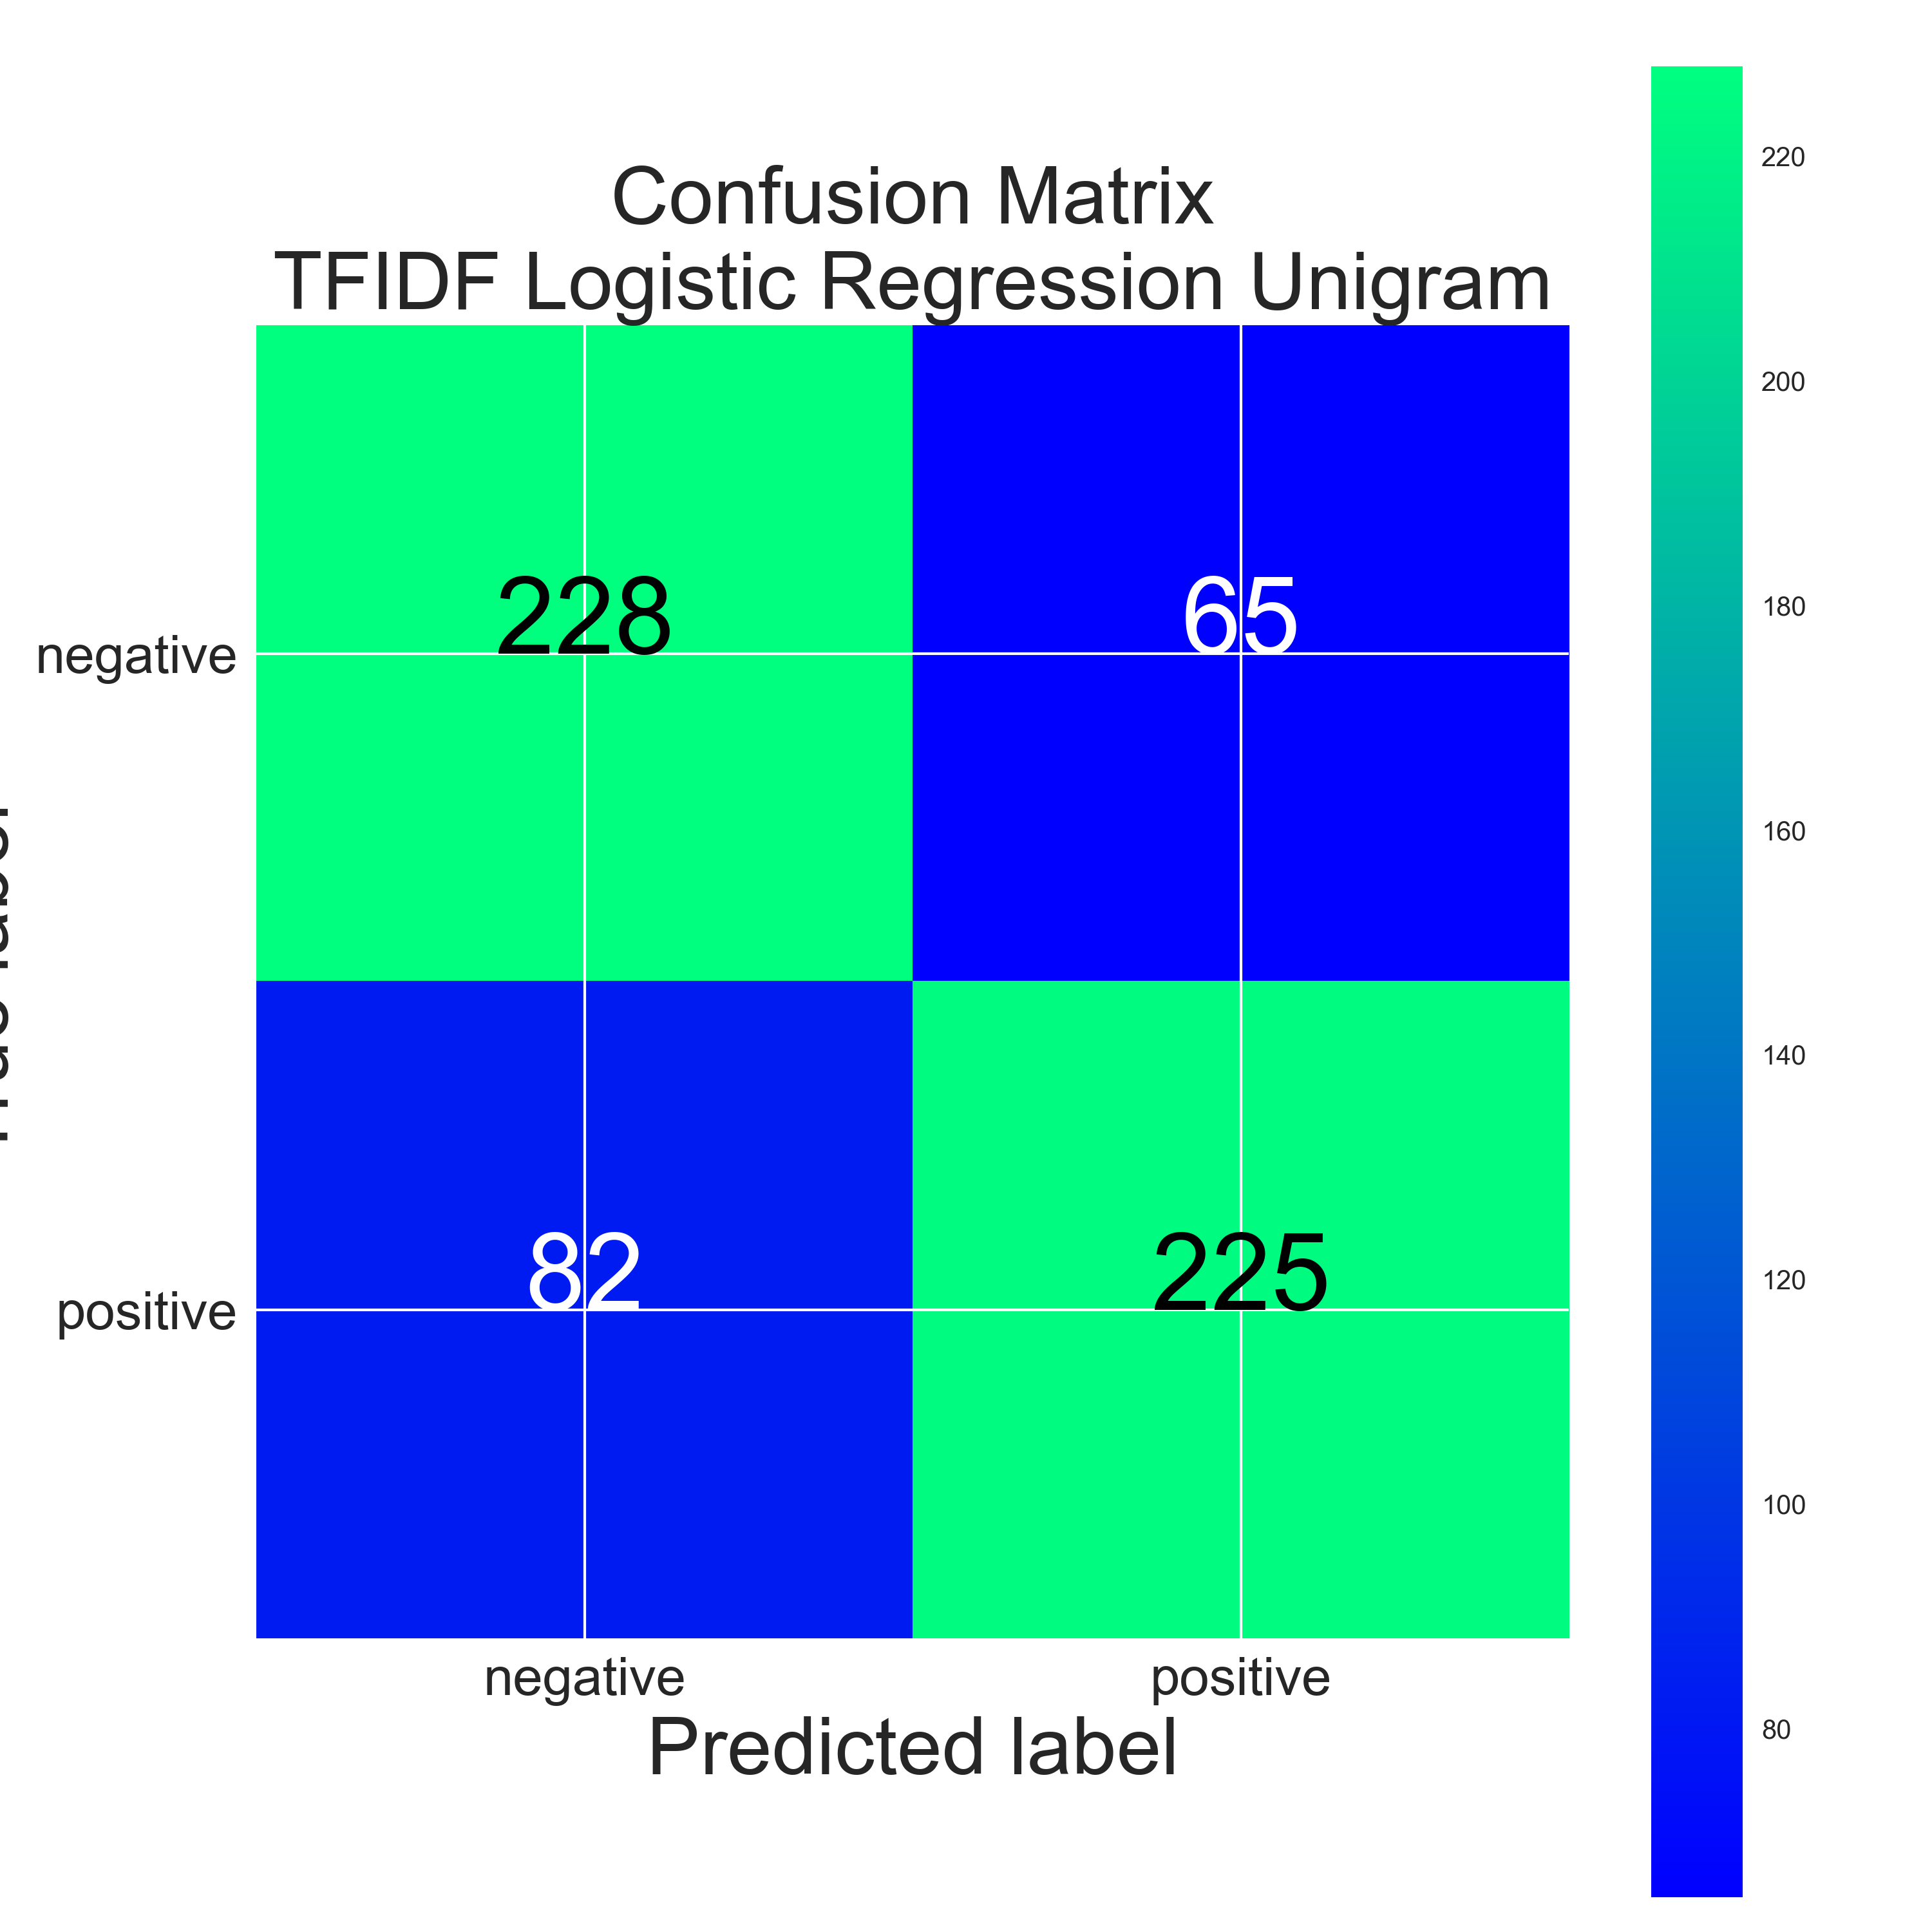 Confusion Matrix
TFIDF Logistic Regression Unigram
220
200
180
160
140
120
100
80
negative
228
65
positive
82
225
negative
positive
Predicted label